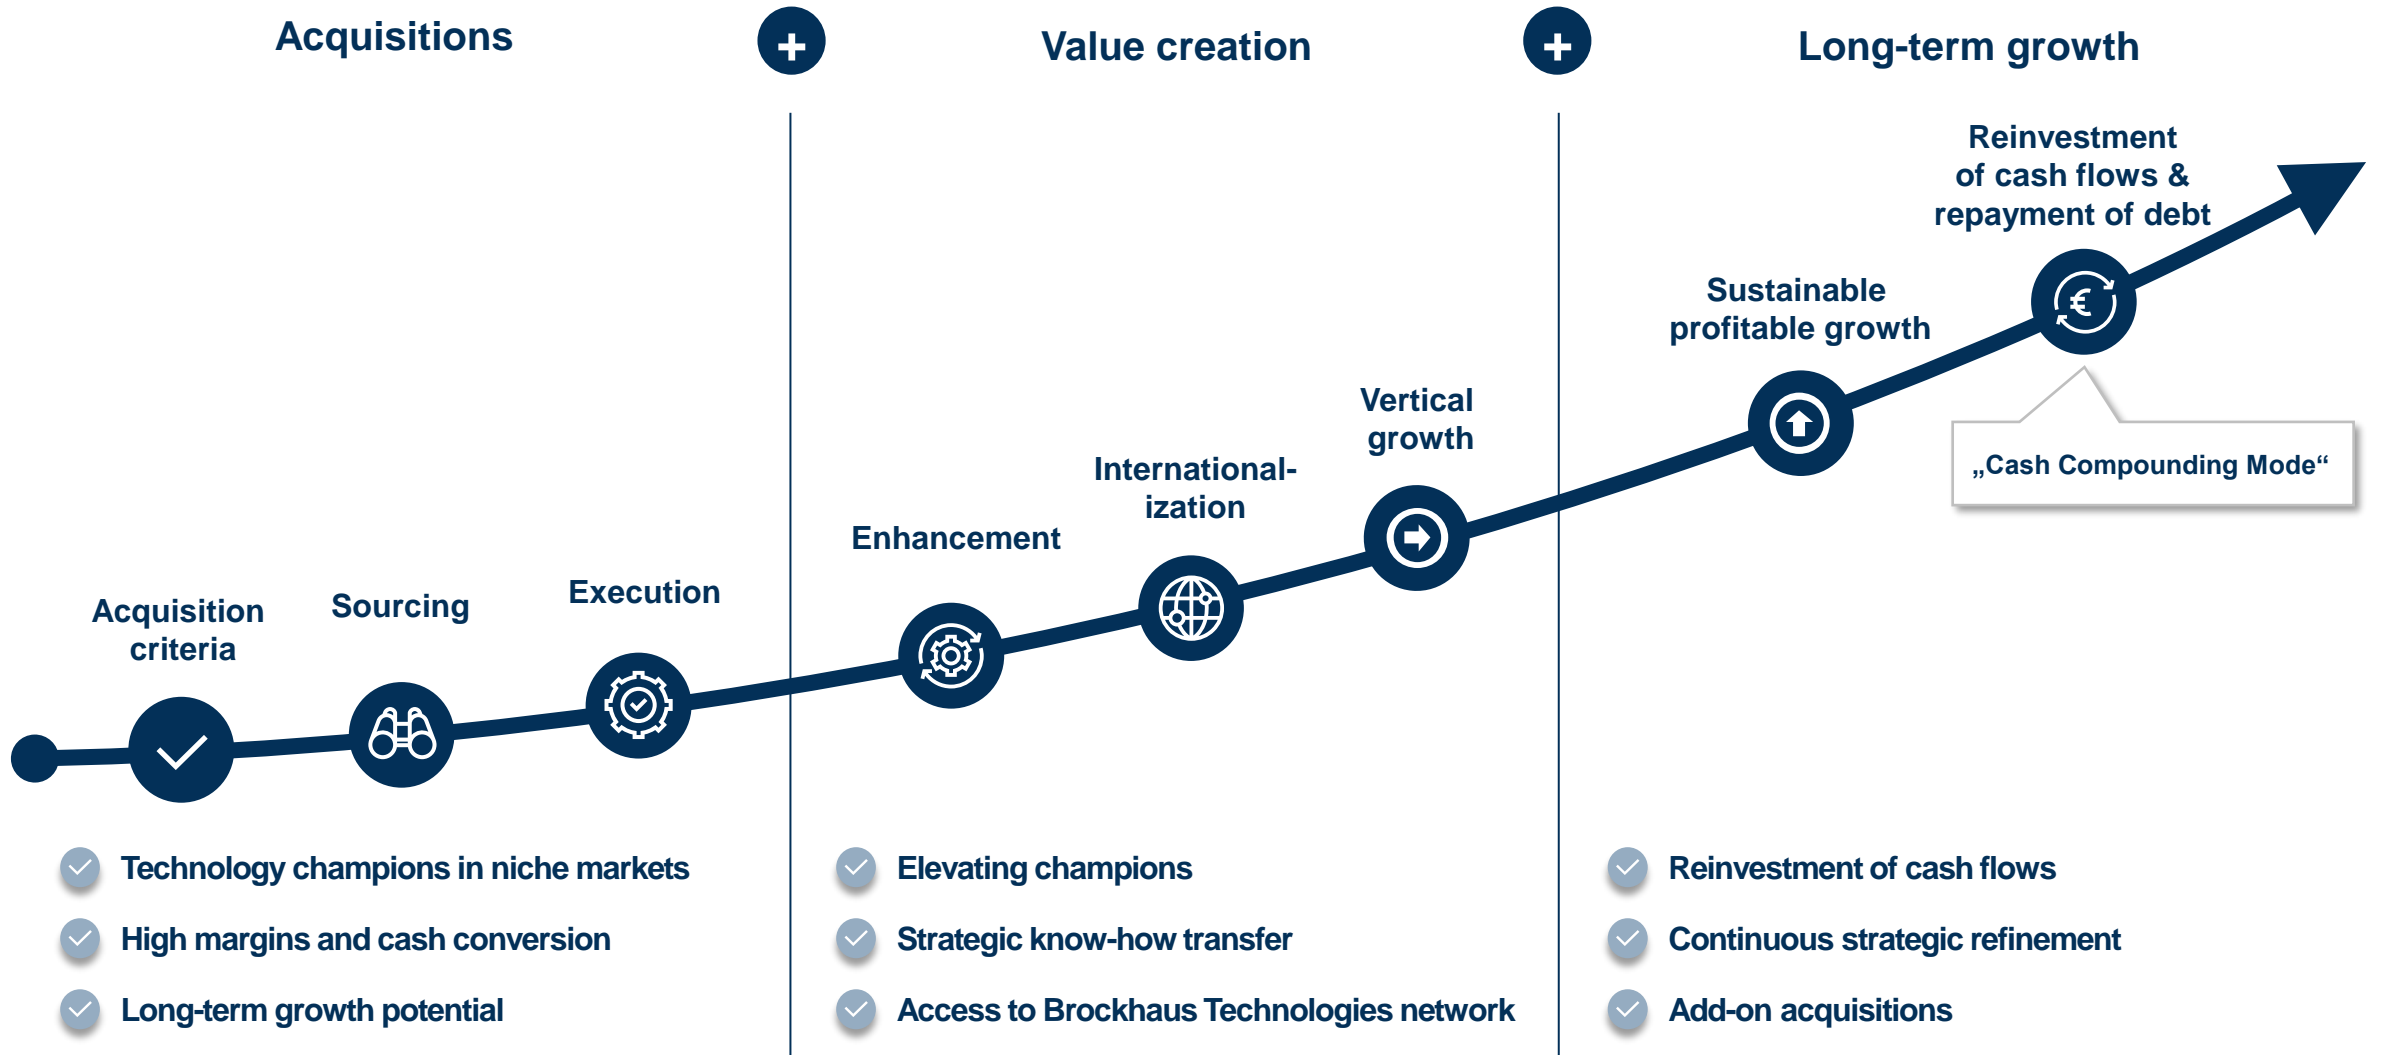 Acquisitions
+
Value creation
+
Long-term growth
Acquisition
criteria
Sourcing
Execution
Enhancement
International-
ization
Vertical
growth
Sustainable
profitable growth
Reinvestment
of cash flows &
repayment of debt
€
„Cash Compounding Mode“
Technology champions in niche markets
High margins and cash conversion
Long-term growth potential
Elevating champions
Strategic know-how transfer
Access to Brockhaus Technologies network
Reinvestment of cash flows
Continuous strategic refinement
Add-on acquisitions